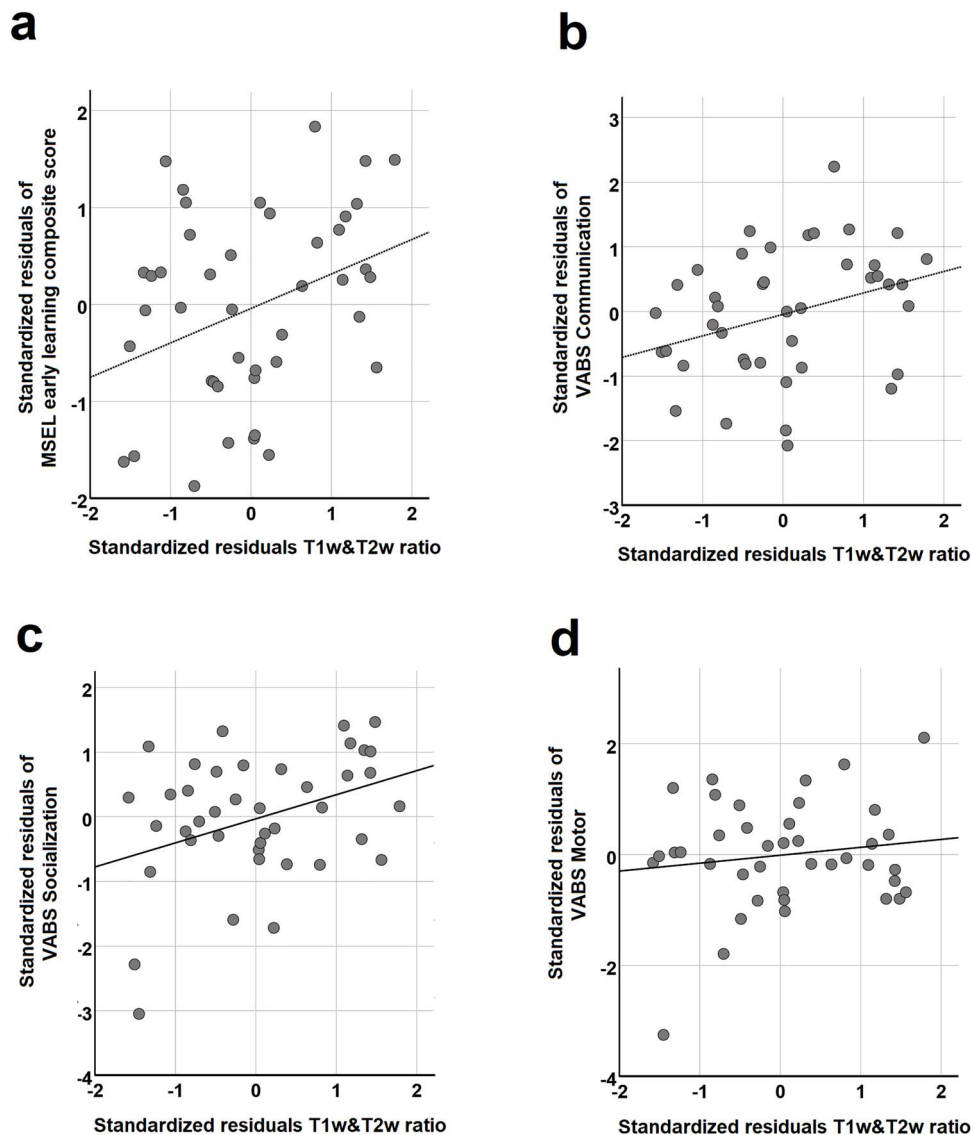 a
Standardized residuals of
MSEL early learning composite score
2
1
0
-1
-2
-2 -1 0 1 2
Standardized residuals T1w&T2w ratio
b
Standardized residuals of
VABS Communication
3
2
1
0
-1
-2
-3
-2 -1 0 1 2
Standardized residuals T1w&T2w ratio
c
Standardized residuals of
VABS Socialization
2
1
0
-1
-2
-3
-4
-2 -1 0 1 2
Standardized residuals T1w&T2w ratio
d
Standardized residuals of
VABS Motor
2
0
-2
-4
-2 -1 0 1 2
Standardized residuals T1w&T2w ratio